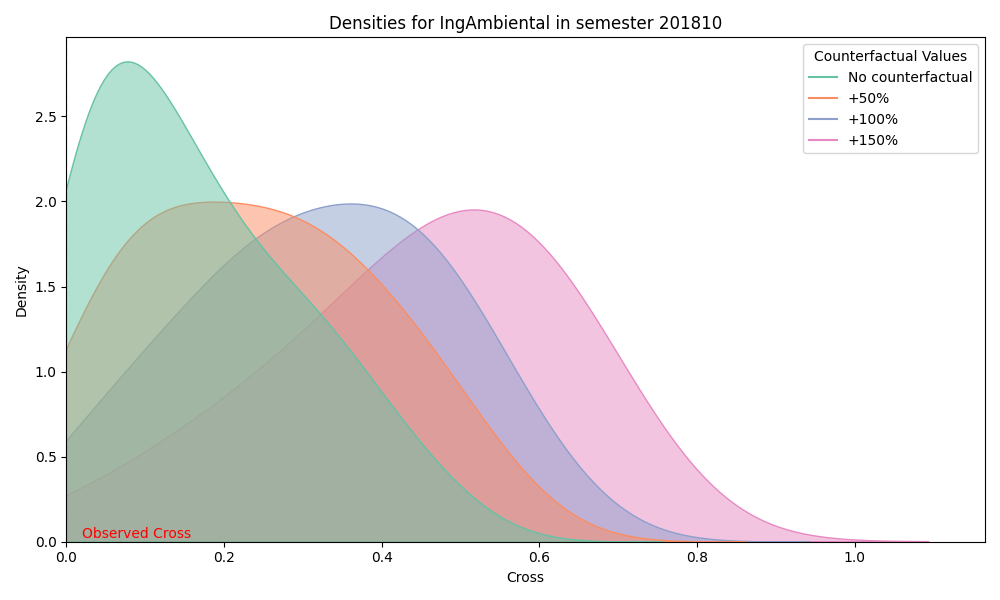 Densities for IngAmbiental in semester 201810
Counterfactual Values
No counterfactual
+50%
+100%
+150%
Density
2.5
2.0
1.5
1.0
0.5
0.0
Observed Cross
0.0 0.2 0.4 0.6 0.8 1.0
Cross